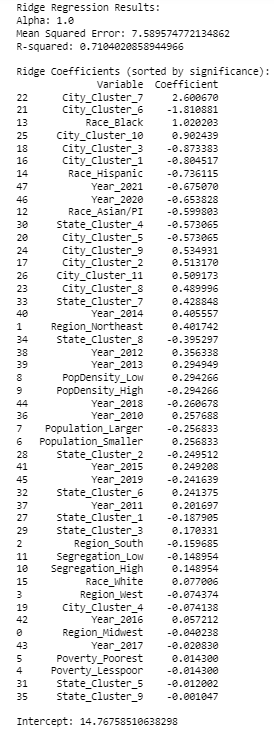 Ridge Regression Results:
Alpha: 1.0
Mean Squared Error: 7.589574772134862
R-squared: 0.7104020858944966
Ridge Coefficients (sorted by significance):
Variable Coefficient
22 City_Cluster_7 2.600670
21 City_Cluster_6 -1.810881
13 Race_Black 1.020203
25 City_Cluster_10 0.902439
18 City_Cluster_3 -0.873383
16 City_Cluster_1 -0.804517
14 Race_Hispanic -0.736115
47 Year_2021 -0.675070
46 Year_2020 -0.653828
12 Race_Asian/PI -0.599803
30 State_Cluster_4 -0.573065
20 City_Cluster_5 -0.573065
24 City_Cluster_9 0.534931
17 City_Cluster_2 0.513170
26 City_Cluster_11 0.509173
23 City_Cluster_8 0.489996
33 State_Cluster_7 0.428848
40 Year_2014 0.405557
1 Region_Northeast 0.401742
34 State_Cluster_8 -0.395297
38 Year_2012 0.356338
39 Year_2013 0.294949
8 PopDensity_Low 0.294266
9 PopDensity_High -0.294266
44 Year_2018 -0.260678
36 Year_2010 0.257688
7 Population_Larger -0.256833
6 Population_Smaller 0.256833
28 State_Cluster_2 -0.249512
41 Year_2015 0.249208
45 Year_2019 -0.241639
32 State_Cluster_6 0.241375
37 Year_2011 0.201697
27 State_Cluster_1 -0.187905
29 State_Cluster_3 0.170331
2 Region_South -0.159685
11 Segregation_Low -0.148954
10 Segregation_High 0.148954
15 Race_White 0.077006
3 Region_West -0.074374
19 City_Cluster_4 -0.074138
42 Year_2016 0.057212
0 Region_Midwest -0.040238
43 Year_2017 -0.020830
5 Poverty_Poorest 0.014300
4 Poverty_Lesspoor -0.014300
31 State_Cluster_5 -0.012002
35 State_Cluster_9 -0.001047
Intercept: 14.76758510638298